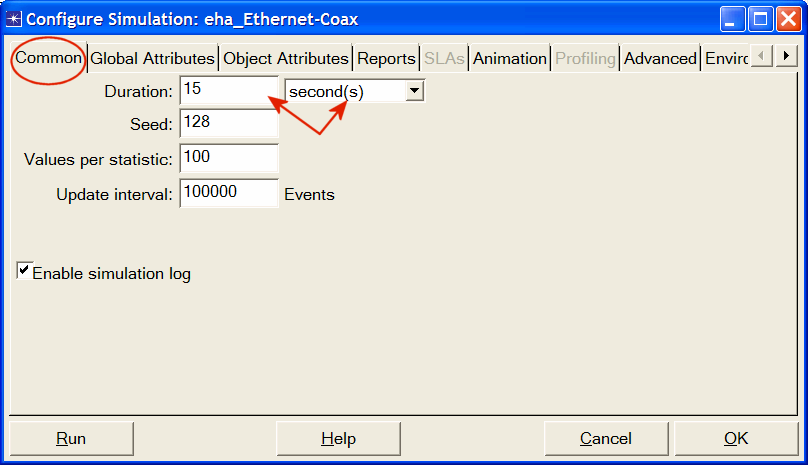 Configure Simulation: eha_Ethernet-Coax
Common Global Attributes Object Attributes Reports SLAs Animation Profiling Advanced Enviro
Duration: 15 second(s)
Seed: 128
Values per statistic: 100
Update interval: 100000 Events
Enable simulation log
Run Help Cancel OK